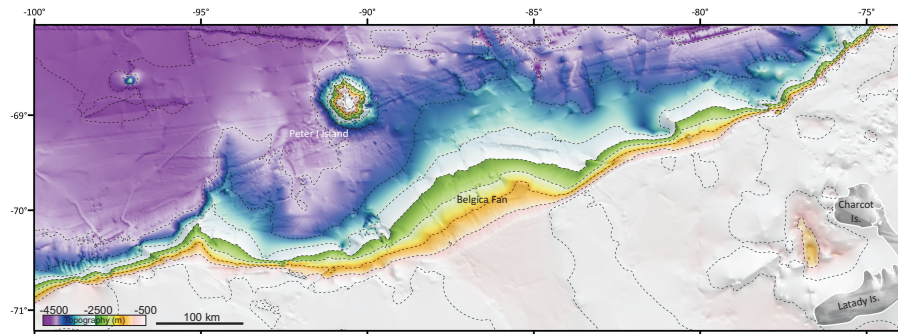 -100° -95° -90° -85° -80° -75°
-69°
Peter I Island
-70°
Belgica Fan
Charcot
Is.
-71°
-4500 -2500 -500
Topography (m)
100 km
Latady Is.